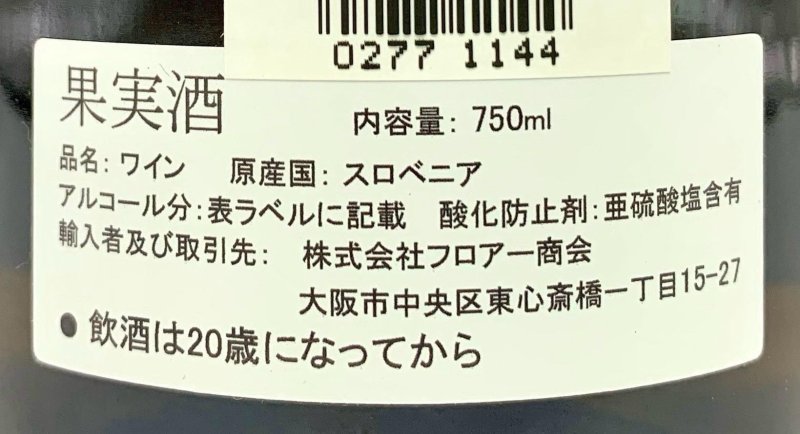 0277 1144
果実酒 内容量: 750ml
品名: ワイン 原産国: スロベニア
アルコール分:表ラベルに記載 酸化防止剤:亜硫酸塩含有
輸入者及び取引先: 株式会社フロアー商会
大阪市中央区東心斎橋一丁目15-27
● 飲酒は20歳になってから